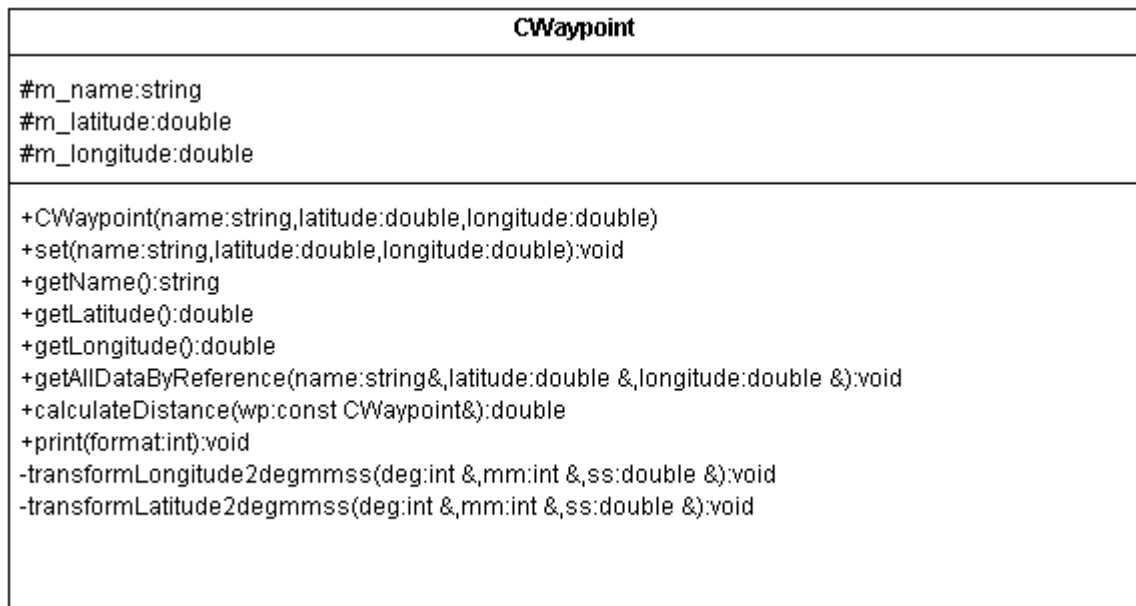 CWaypoint
#m_name:string
#m_latitude:double
#m_longitude:double
+CWaypoint(name:string,latitude:double,longitude:double)
+set(name:string,latitude:double,longitude:double):void
+getName():string
+getLatitude():double
+getLongitude():double
+getAllDataByReference(name:string&,latitude:double &,longitude:double &):void
+calculateDistance(wp:const CWaypoint&):double
+print(format:int):void
-transformLongitude2degmmss(deg:int &,mm:int &,ss:double &):void
-transformLatitude2degmmss(deg:int &,mm:int &,ss:double &):void